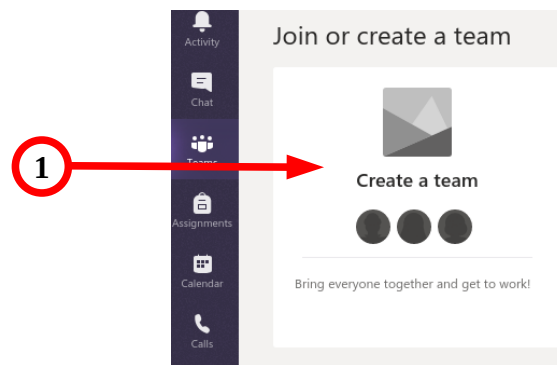 Activity
Join or create a team
Chat
1
Teams
Create a team
Assignments
Calendar
Bring everyone together and get to work!
Calls